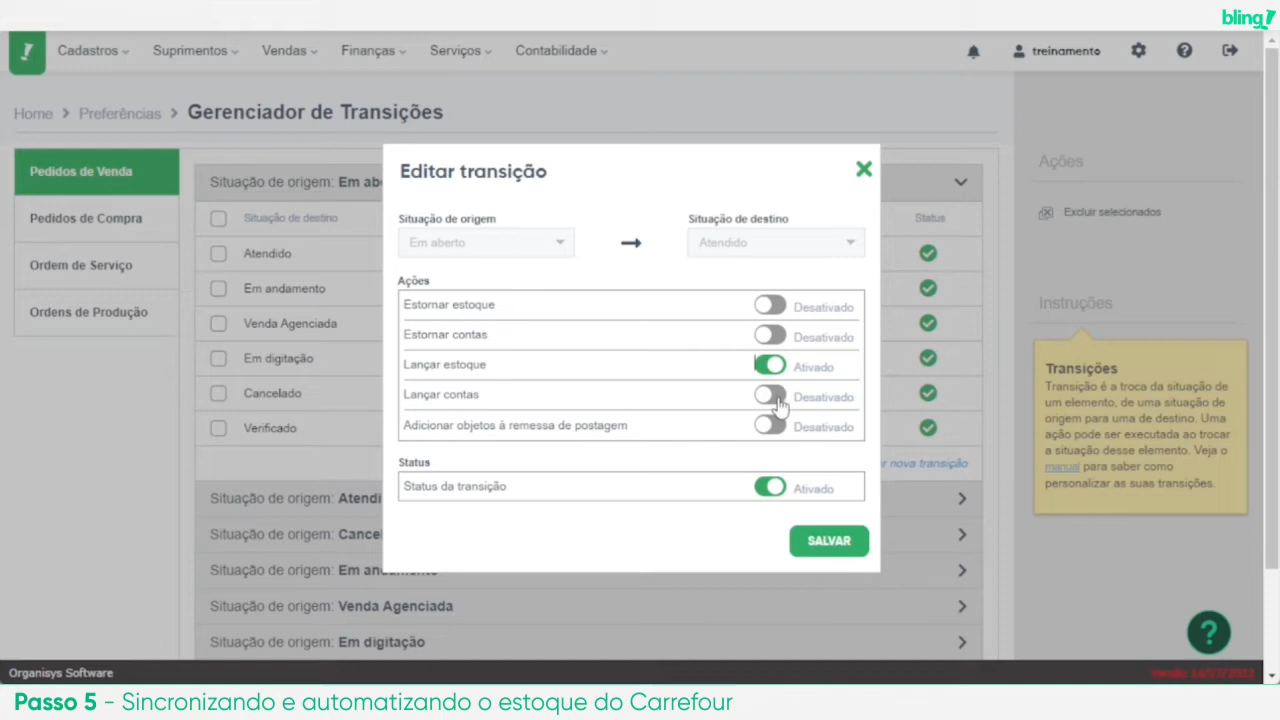 bling!
Cadastros Suprimentos Vendas Finanças Serviços Contabilidade treinamento
Home > Preferências > Gerenciador de Transições
Pedidos de Venda
Pedidos de Compra
Ordem de Serviço
Ordens de Produção
Situação de origem: Em ab
Situação de destino
Status
Atendido
Em andamento
Venda Agenciada
Em digitação
Cancelado
Verificado
r nova transição
Situação de origem: Atendi
Situação de origem: Cance
Situação de origem: Em andamento
Situação de origem: Venda Agenciada
Situação de origem: Em digitação
Editar transição
Situação de origem Situação de destino
Em aberto Atendido
Ações
Estornar estoque Desativado
Estornar contas Desativado
Lançar estoque Ativado
Lançar contas Desativado
Adicionar objetos à remessa de postagem Desativado
Status
Status da transição Ativado
SALVAR
Ações
Excluir selecionados
Instruções
Transições
Transição é a troca da situação de
um elemento, de uma situação de
origem para uma de destino. Uma
ação pode ser executada ao trocar
a situação desse elemento. Veja o
manual para saber como
personalizar as suas transições.
?
Organisys Software
Passo 5 - Sincronizando e automatizando o estoque do Carrefour